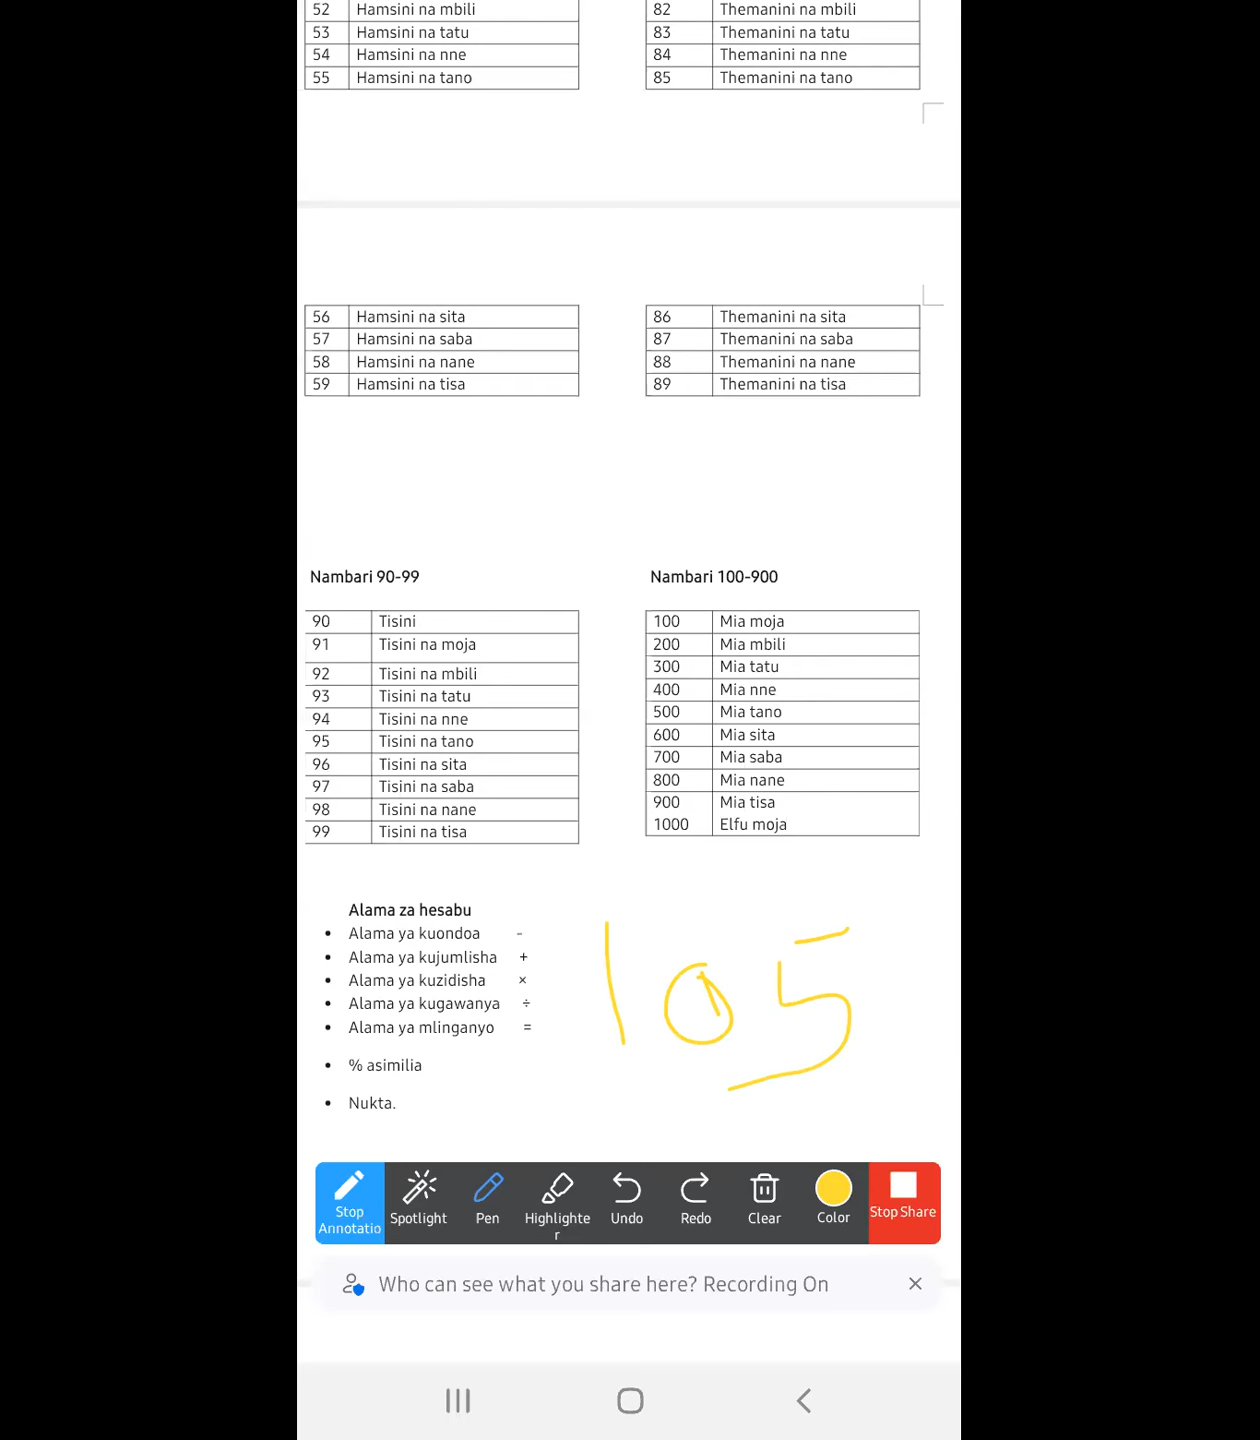 52 Hamsini na mbili
53 Hamsini na tatu
54 Hamsini na nne
55 Hamsini na tano
82 Themanini na mbili
83 Themanini na tatu
84 Themanini na nne
85 Themanini na tano
56 Hamsini na sita
57 Hamsini na saba
58 Hamsini na nane
59 Hamsini na tisa
86 Themanini na sita
87 Themanini na saba
88 Themanini na nane
89 Themanini na tisa
Nambari 90-99
90 Tisini
91 Tisini na moja
92 Tisini na mbili
93 Tisini na tatu
94 Tisini na nne
95 Tisini na tano
96 Tisini na sita
97 Tisini na saba
98 Tisini na nane
99 Tisini na tisa
Nambari 100-900
100 Mia moja
200 Mia mbili
300 Mia tatu
400 Mia nne
500 Mia tano
600 Mia sita
700 Mia saba
800 Mia nane
900 Mia tisa
1000 Elfu moja
Alama za hesabu
• Alama ya kuondoa -
• Alama ya kujumlisha +
• Alama ya kuzidisha ×
• Alama ya kugawanya ÷
• Alama ya mlinganyo =
• % asimilia
• Nukta.
105
Stop
Annotatio
Spotlight
Pen
Highlighte
r
Undo
Redo
Clear
Color
Stop Share
Who can see what you share here? Recording On